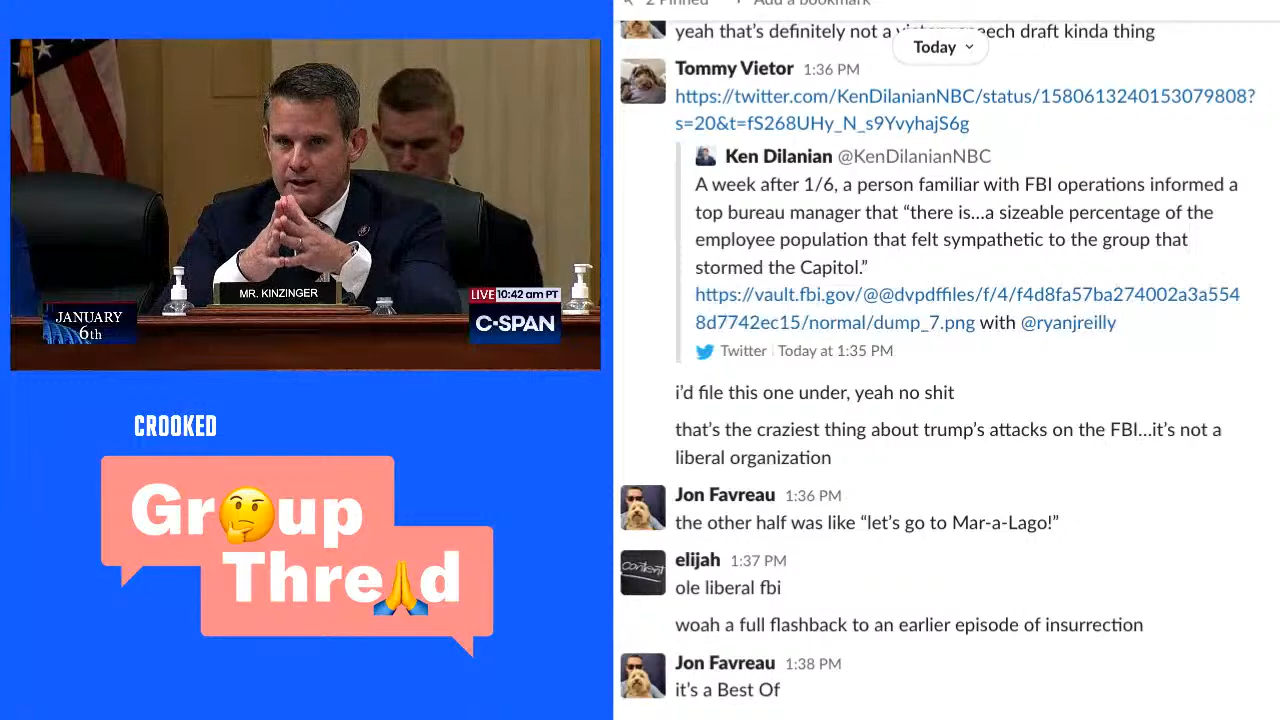 MR. KINZINGER
LIVE 10:42 am PT
C-SPAN
JANUARY
6th
CROOKED
Gr🤔up
Thre🙏d
2 Pinned + Add a bookmark
yeah that's definitely not a victory speech draft kinda thing
Today
Tommy Vietor 1:36 PM
https://twitter.com/KenDilanianNBC/status/1580613240153079808?
s=20&t=fS268UHy_N_s9YvyhajS6g
Ken Dilanian @KenDilanianNBC
A week after 1/6, a person familiar with FBI operations informed a
top bureau manager that “there is…a sizeable percentage of the
employee population that felt sympathetic to the group that
stormed the Capitol.”
https://vault.fbi.gov/@@dvpdffiles/f/4/f4d8fa57ba274002a3a554
8d7742ec15/normal/dump_7.png with @ryanjreilly
Twitter | Today at 1:35 PM
i'd file this one under, yeah no shit
that's the craziest thing about trump's attacks on the FBI…it's not a
liberal organization
Jon Favreau 1:36 PM
the other half was like “let's go to Mar-a-Lago!”
content
elijah 1:37 PM
ole liberal fbi
woah a full flashback to an earlier episode of insurrection
Jon Favreau 1:38 PM
it's a Best Of